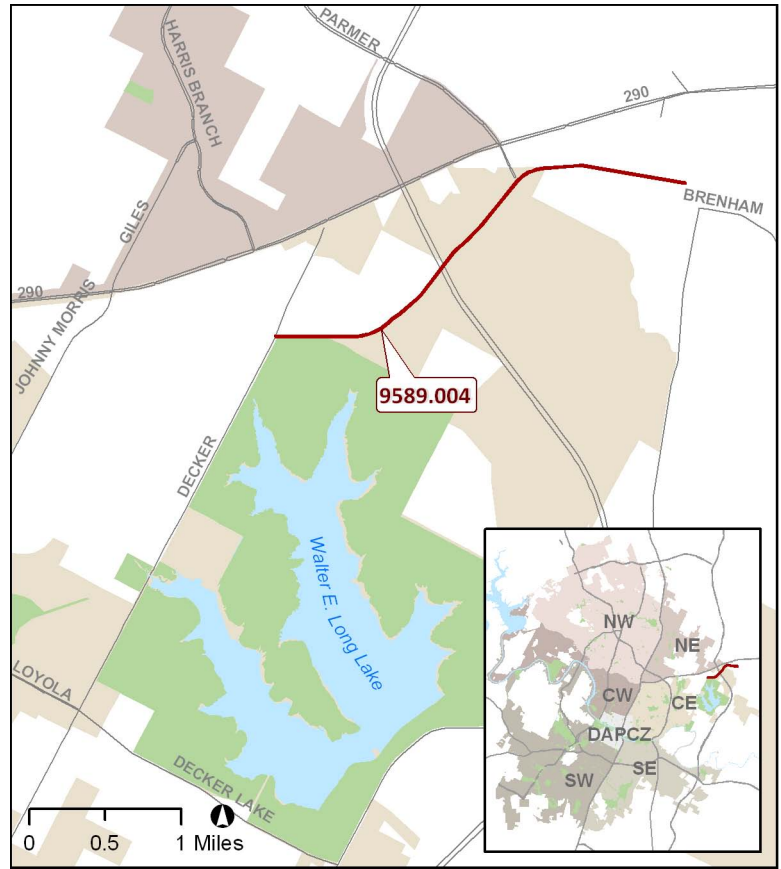 PARMER
HARRIS BRANCH
290
GILES
BRENHAM
290
JOHNNY MORRIS
9589.004
DECKER
Walter E. Long Lake
LOYOLA
DECKER LAKE
0 0.5 1 Miles
NW
NE
CW
CE
DAPCZ
SE
SW